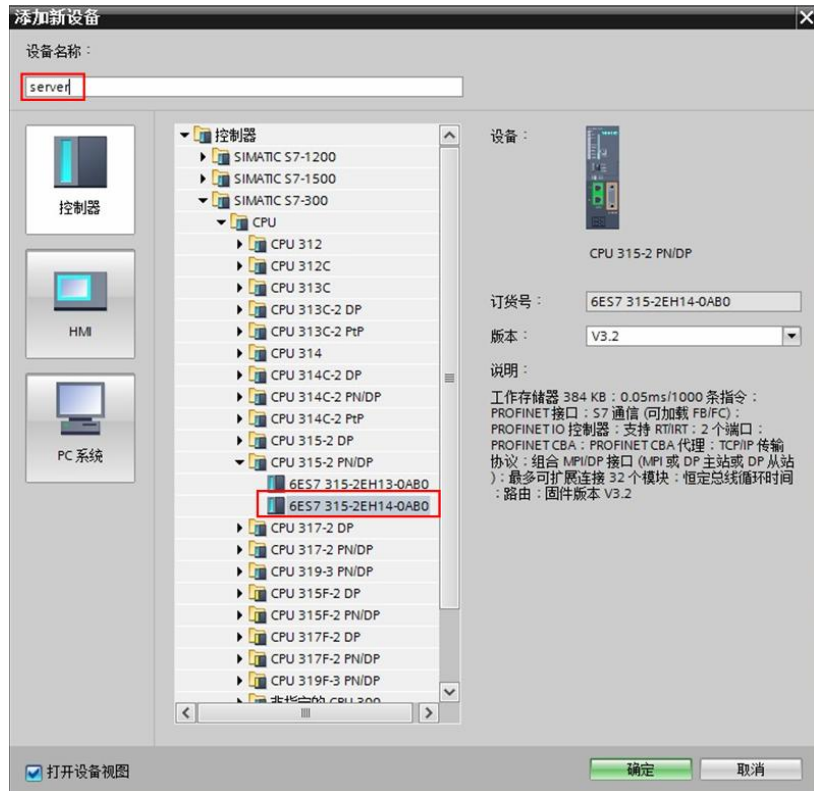 添加新设备
设备名称：
server
控制器
HMI
PC 系统
控制器
SIMATIC S7-1200
SIMATIC S7-1500
SIMATIC S7-300
CPU
CPU 312
CPU 312C
CPU 313C
CPU 313C-2 DP
CPU 313C-2 PtP
CPU 314
CPU 314C-2 DP
CPU 314C-2 PN/DP
CPU 314C-2 PtP
CPU 315-2 DP
CPU 315-2 PN/DP
6ES7 315-2EH13-0AB0
6ES7 315-2EH14-0AB0
CPU 317-2 DP
CPU 317-2 PN/DP
CPU 319-3 PN/DP
CPU 315F-2 DP
CPU 315F-2 PN/DP
CPU 317F-2 DP
CPU 317F-2 PN/DP
CPU 319F-3 PN/DP
非指定的 CPU 300
设备：
CPU 315-2 PN/DP
订货号：
6ES7 315-2EH14-0AB0
版本：
V3.2
说明：
工作存储器 384 KB；0.05ms/1000 条指令；
PROFINET 接口；S7 通信 (可加载 FB/FC)；
PROFINET IO 控制器；支持 RT/IRT；2 个端口；
PROFINET CBA；PROFINET CBA 代理；TCP/IP 传输
协议；组合 MPI/DP 接口 (MPI 或 DP 主站或 DP 从站
)；最多可扩展连接 32 个模块；恒定总线循环时间
；路由；固件版本 V3.2
打开设备视图
确定
取消